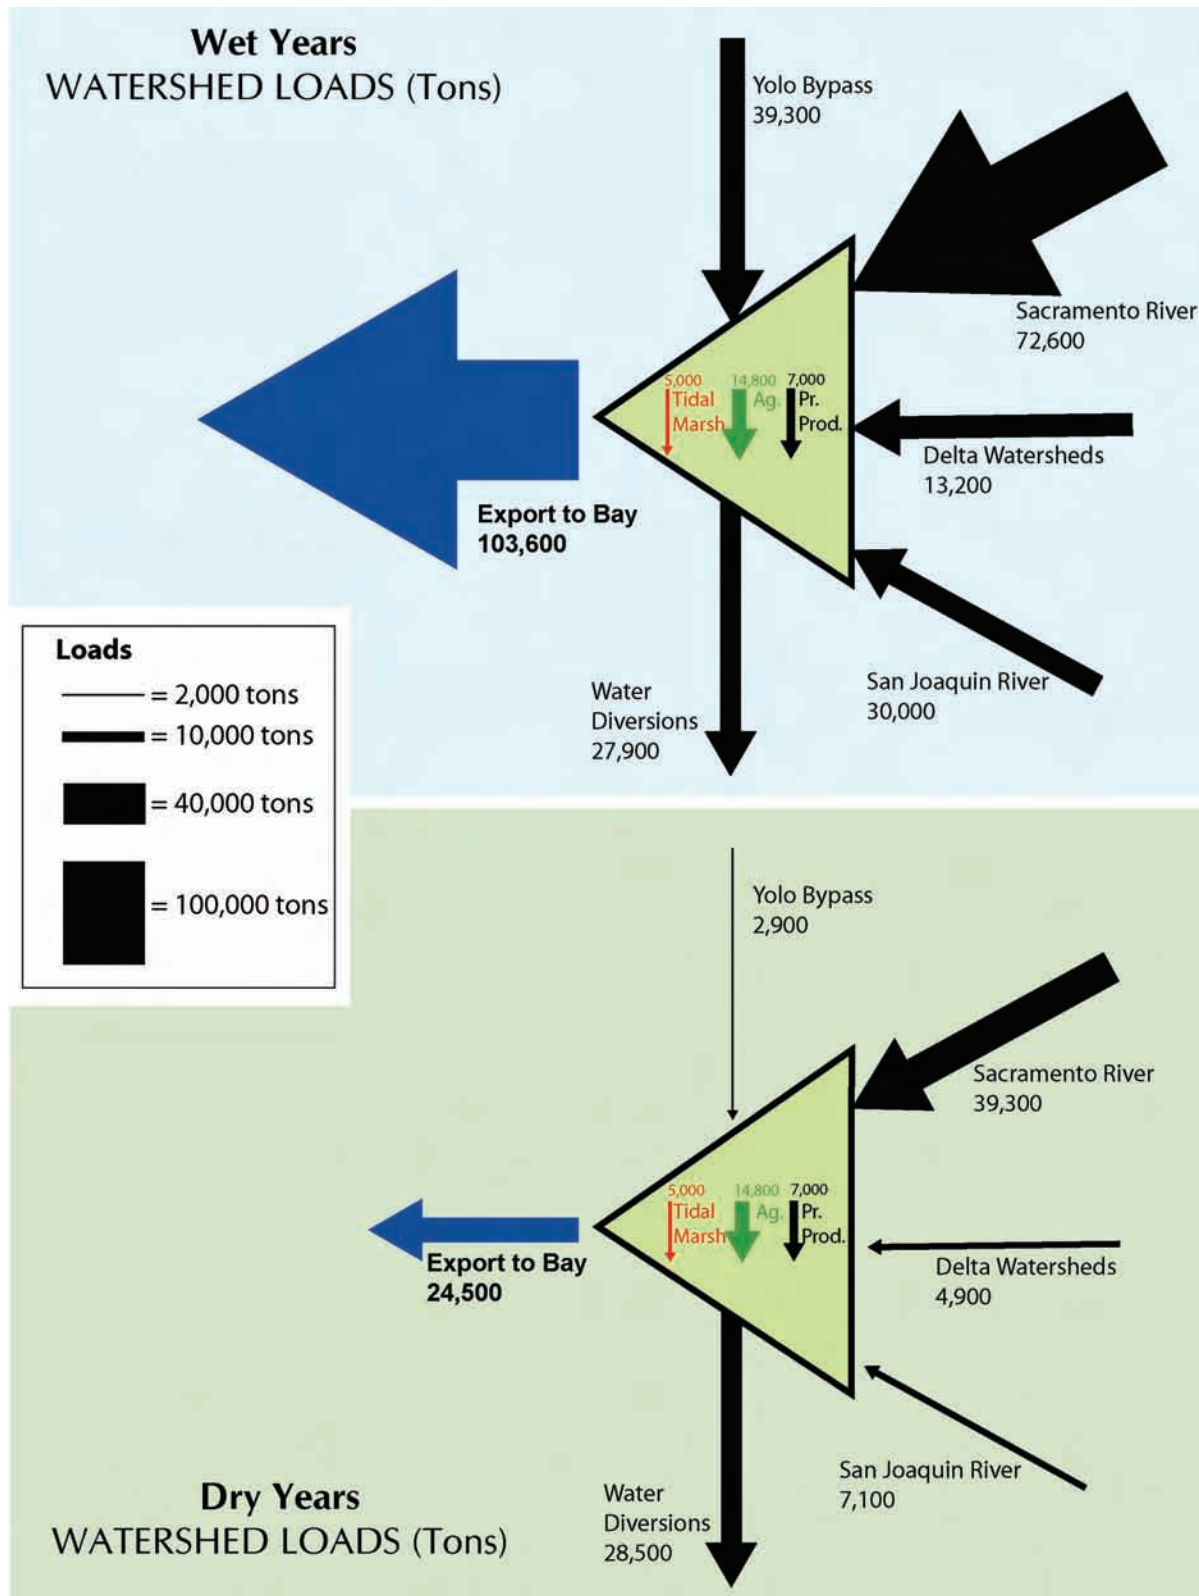 Wet Years
WATERSHED LOADS (Tons)
Yolo Bypass
39,300
Sacramento River
72,600
5,000
Tidal
Marsh
14,800
Ag.
7,000
Pr.
Prod.
Delta Watersheds
13,200
Export to Bay
103,600
San Joaquin River
30,000
Water
Diversions
27,900
Loads
= 2,000 tons
= 10,000 tons
= 40,000 tons
= 100,000 tons
Yolo Bypass
2,900
Sacramento River
39,300
5,000
Tidal
Marsh
14,800
Ag.
7,000
Pr.
Prod.
Delta Watersheds
4,900
Export to Bay
24,500
San Joaquin River
7,100
Water
Diversions
28,500
Dry Years
WATERSHED LOADS (Tons)